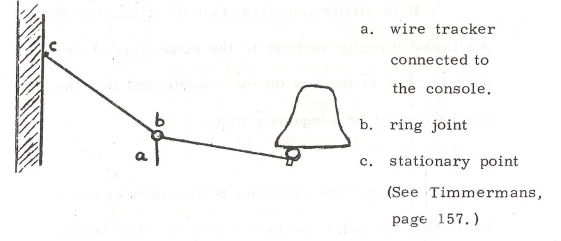 c
b
a
a. wire tracker
connected to
the console.
b. ring joint
c. stationary point
(See Timmermans,
page 157.)